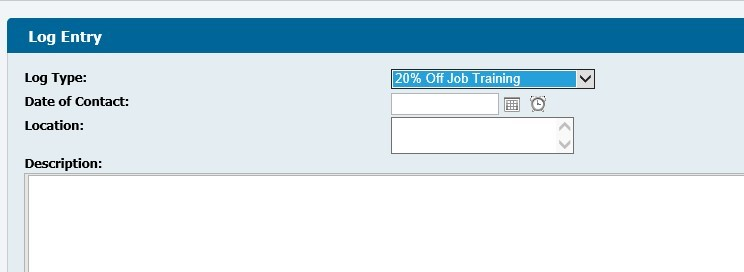 Log Entry
Log Type: 20% Off Job Training
Date of Contact:
Location:
Description: